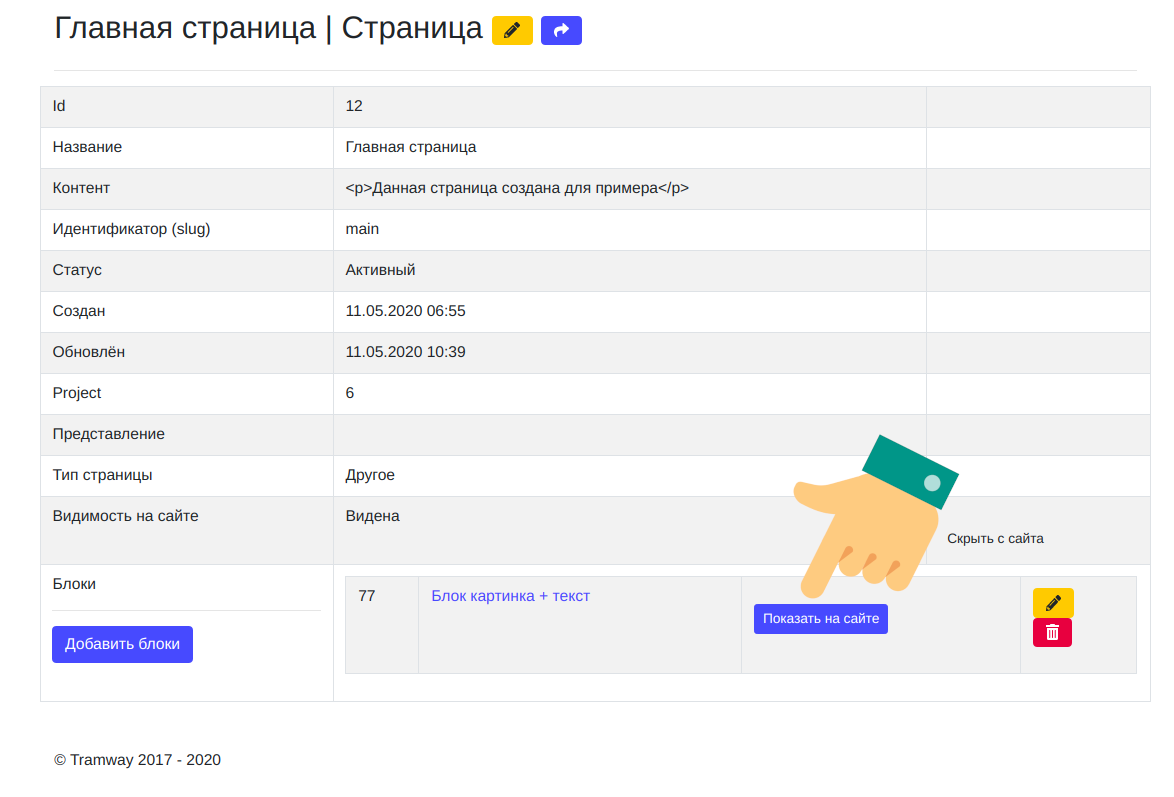 Главная страница | Страница
Id 12
Название Главная страница
Контент <p>Данная страница создана для примера</p>
Идентификатор (slug) main
Статус Активный
Создан 11.05.2020 06:55
Обновлён 11.05.2020 10:39
Project 6
Представление
Тип страницы Другое
Видимость на сайте Видена
Скрыть с сайта
Блоки 77 Блок картинка + текст
Показать на сайте
Добавить блоки
© Tramway 2017 - 2020